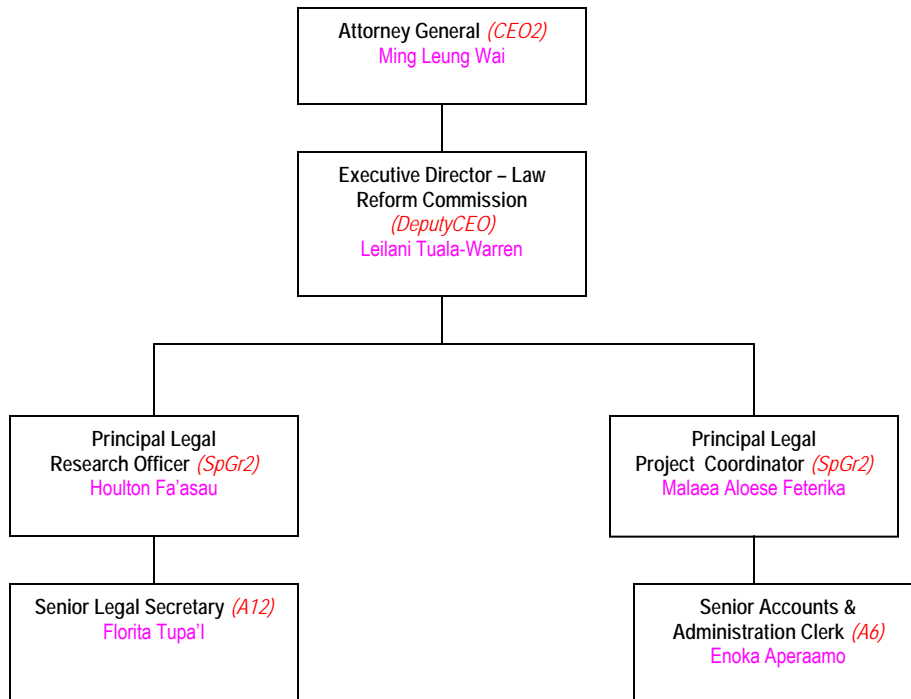 Attorney General (CEO2)
Ming Leung Wai
Executive Director – Law
Reform Commission
(DeputyCEO)
Leilani Tuala-Warren
Principal Legal
Research Officer (SpGr2)
Houlton Fa'asau
Principal Legal
Project Coordinator (SpGr2)
Malaea Aloese Feterika
Senior Legal Secretary (A12)
Florita Tupa'I
Senior Accounts &
Administration Clerk (A6)
Enoka Aperaamo